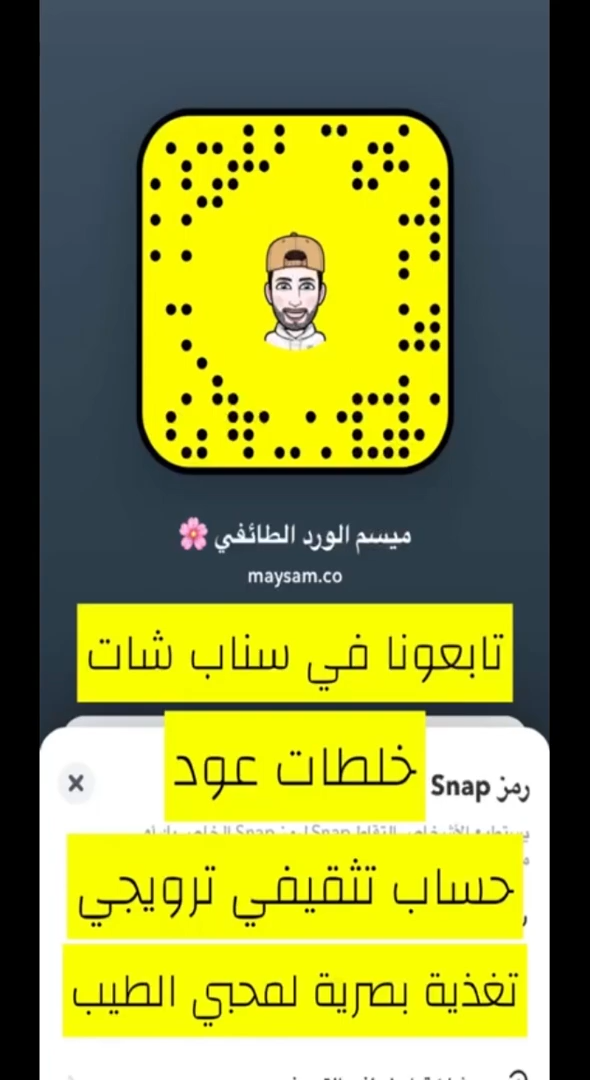 ميسم الورد الطائفي 🌸
maysam.co
تابعونا في سناب شات
خلطات عود
رمز Snap
حساب تثقيفي ترويجي
تغذية بصرية لمحبي الطيب